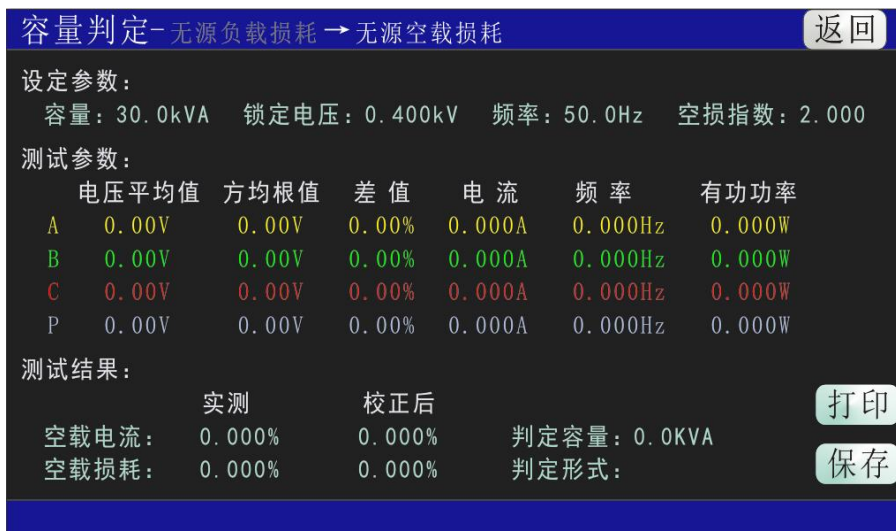 容量判定-无源负载损耗→无源空载损耗 返回
设定参数：
容量：30.0kVA 锁定电压：0.400kV 频率：50.0Hz 空损指数：2.000
测试参数：
电压平均值 方均根值 差 值 电 流 频 率 有功功率
A 0.00V 0.00V 0.00% 0.000A 0.000Hz 0.000W
B 0.00V 0.00V 0.00% 0.000A 0.000Hz 0.000W
C 0.00V 0.00V 0.00% 0.000A 0.000Hz 0.000W
P 0.00V 0.00V 0.00% 0.000A 0.000Hz 0.000W
测试结果：
实测 校正后 打印
空载电流： 0.000% 0.000% 判定容量：0.0KVA
空载损耗： 0.000% 0.000% 判定形式： 保存